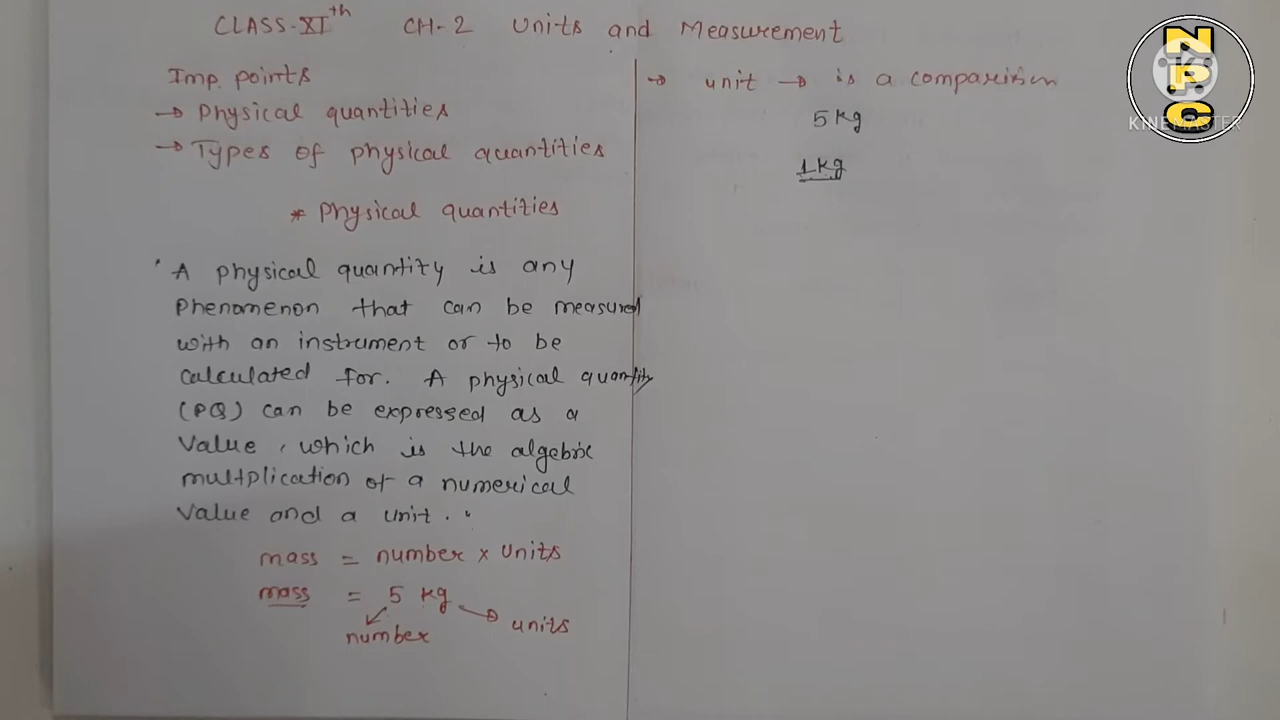 CLASS-XIth CH-2 Units and Measurement
Imp. points
→ Physical quantities
→ Types of physical quantities
* Physical quantities
' A physical quantity is any
Phenomenon that can be measured
with an instrument or to be
calculated for. A physical quantity
(PQ) can be expressed as a
Value, which is the algebric
multplication of a numerical
Value and a unit. "
mass = number x Units
mass = 5 kg
number
units
→ unit → is a comparision
5 kg
1 kg
NPC
KINEMASTER